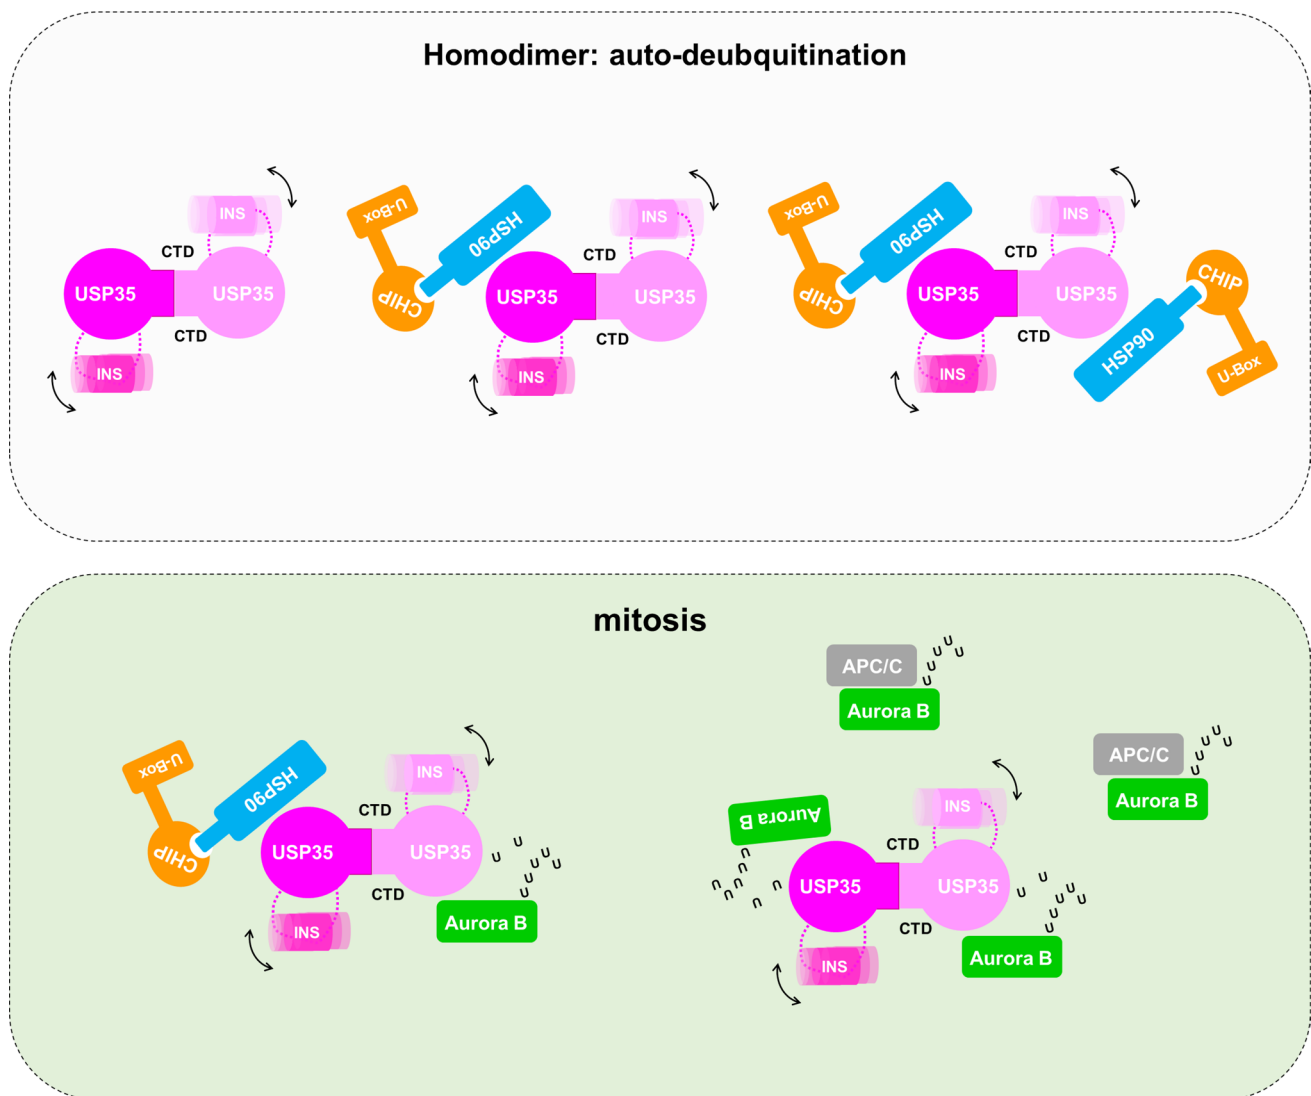 Homodimer: auto-deubquitination
INS
CTD
USP35
USP35
CTD
INS
U-Box
HSP90
CHIP
INS
CTD
USP35
USP35
CTD
INS
U-Box
HSP90
CHIP
INS
CTD
USP35
USP35
CTD
INS
CHIP
HSP90
U-Box
mitosis
U-Box
HSP90
CHIP
INS
CTD
USP35
USP35
CTD
INS
U
U
U
U
U
U
U
Aurora B
APC/C
U
U
U
U
U
Aurora B
APC/C
U
U
U
U
U
Aurora B
Aurora B
U
U
U
U
U
U
U
INS
CTD
USP35
USP35
CTD
INS
U
U
U
U
U
U
U
Aurora B